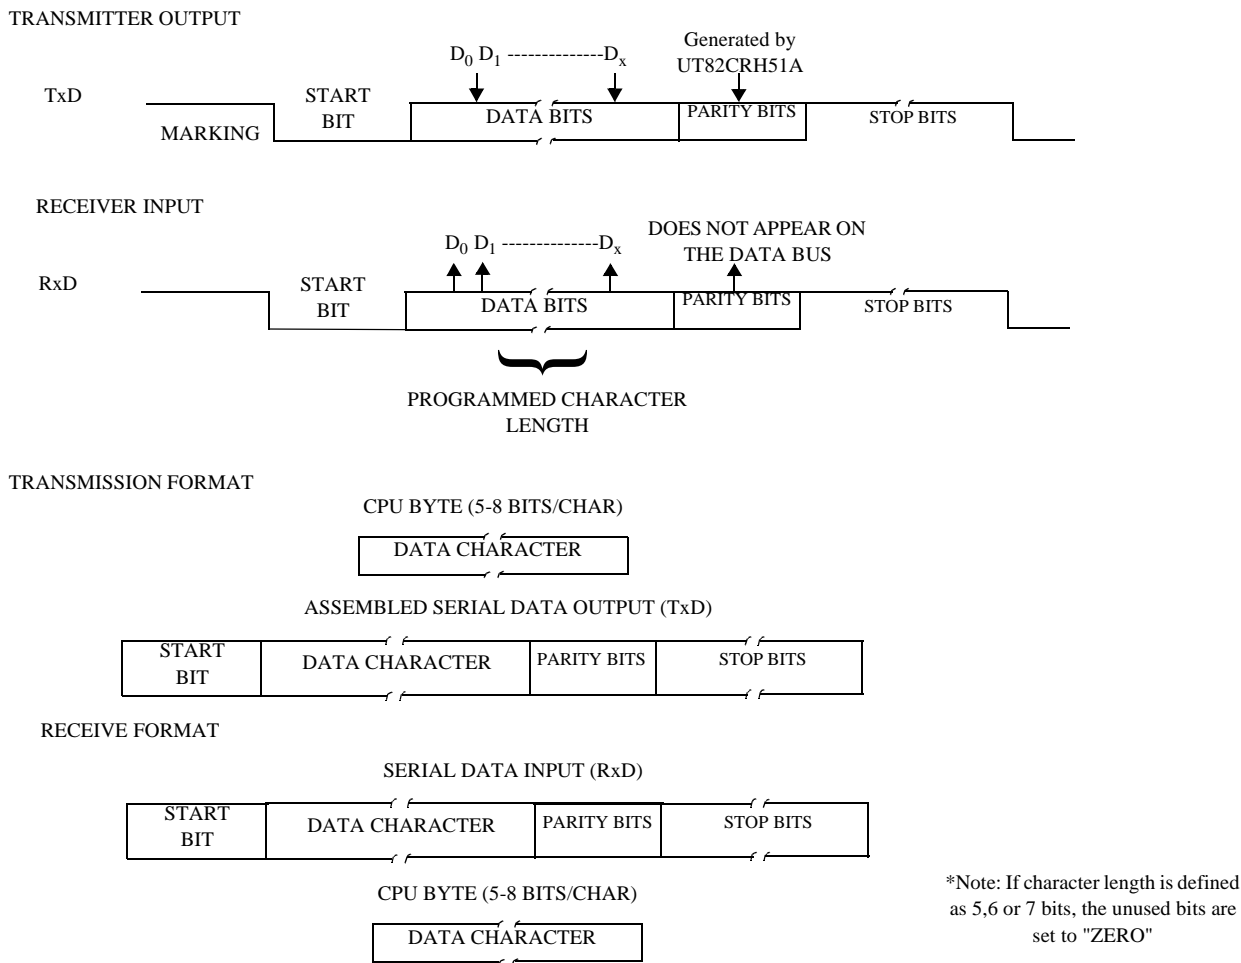 TRANSMITTER OUTPUT
D0 D1 --------------Dx
Generated by
UT82CRH51A
TxD
START
BIT
MARKING
DATA BITS
PARITY BITS
STOP BITS
RECEIVER INPUT
D0 D1 --------------Dx
DOES NOT APPEAR ON
THE DATA BUS
RxD
START
BIT
DATA BITS
PARITY BITS
STOP BITS
PROGRAMMED CHARACTER
LENGTH
TRANSMISSION FORMAT
CPU BYTE (5-8 BITS/CHAR)
DATA CHARACTER
ASSEMBLED SERIAL DATA OUTPUT (TxD)
START
BIT
DATA CHARACTER
PARITY BITS
STOP BITS
RECEIVE FORMAT
SERIAL DATA INPUT (RxD)
START
BIT
DATA CHARACTER
PARITY BITS
STOP BITS
CPU BYTE (5-8 BITS/CHAR)
DATA CHARACTER
*Note: If character length is defined
as 5,6 or 7 bits, the unused bits are
set to "ZERO"